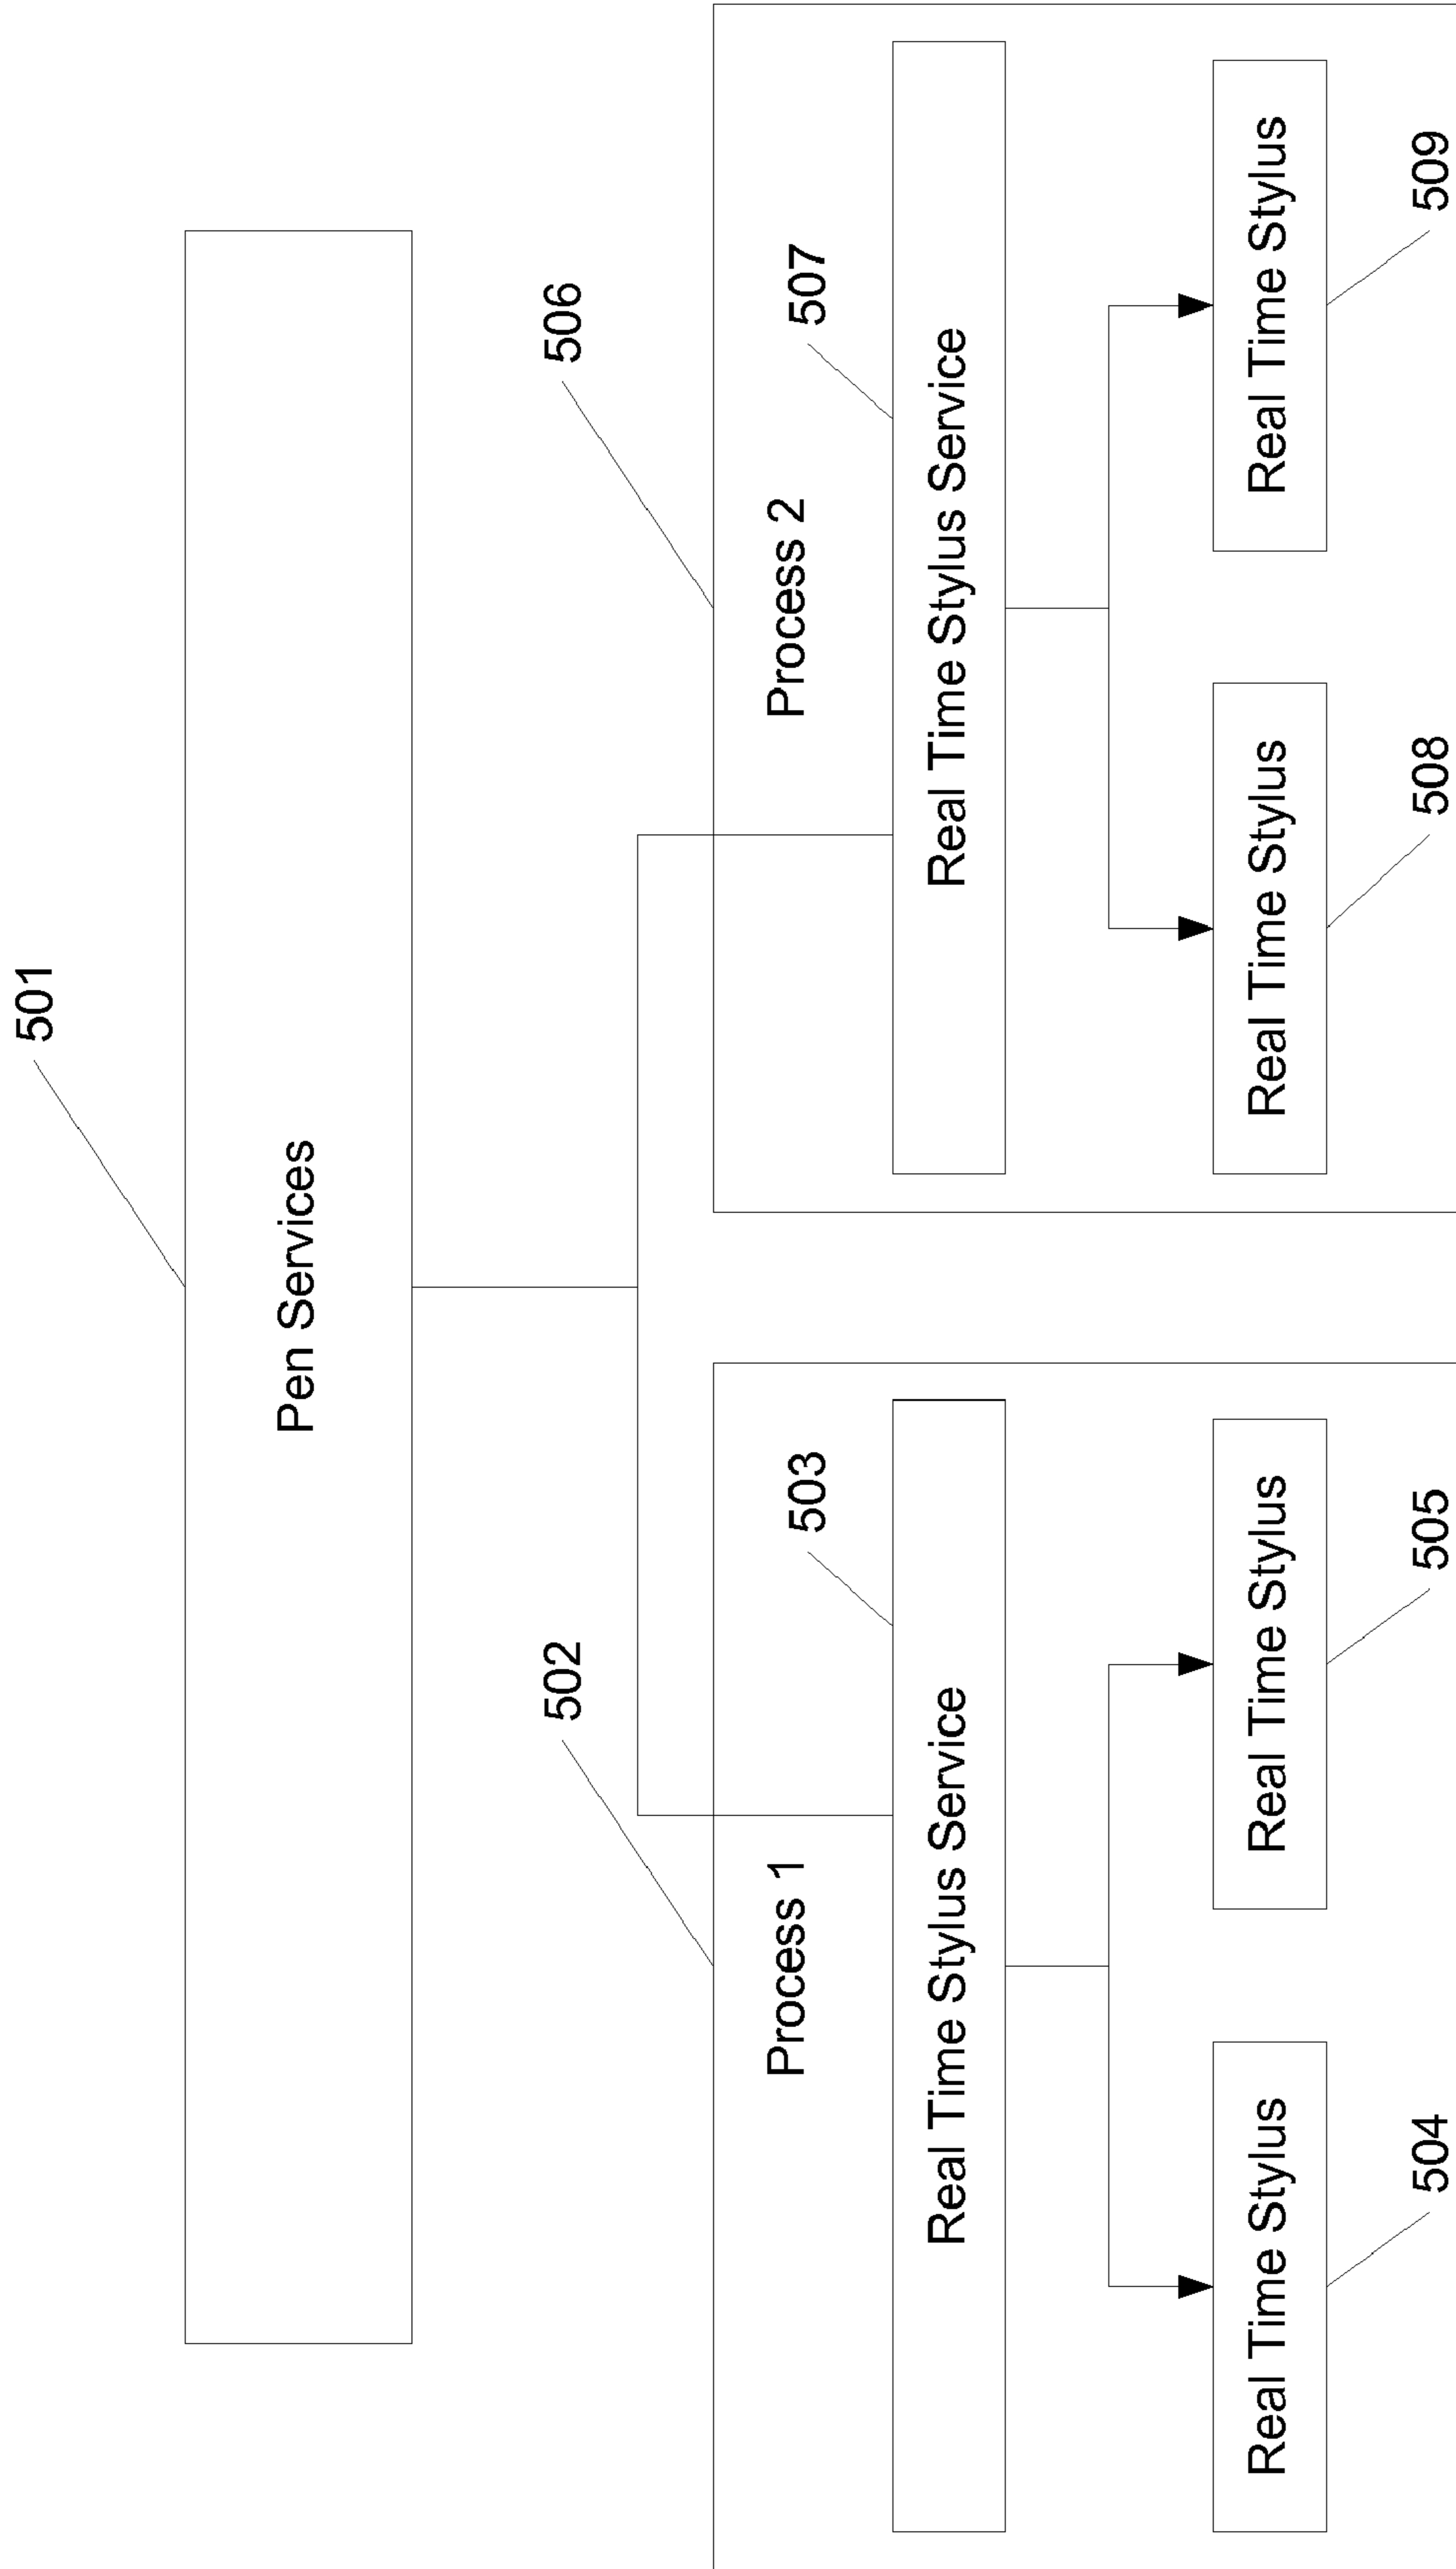 501
Pen Services
502
506
Process 1
503
Process 2
507
Real Time Stylus Service
Real Time Stylus Service
Real Time Stylus
Real Time Stylus
Real Time Stylus
Real Time Stylus
504
505
508
509